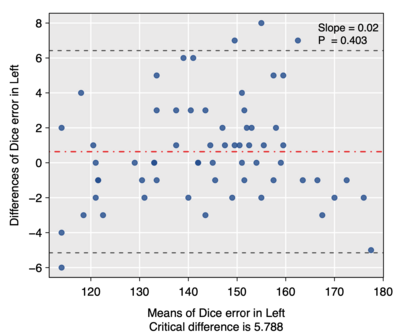 Slope = 0.02
P = 0.403
Differences of Dice error in Left
8
6
4
2
0
−2
−4
−6
120 130 140 150 160 170 180
Means of Dice error in Left
Critical difference is 5.788